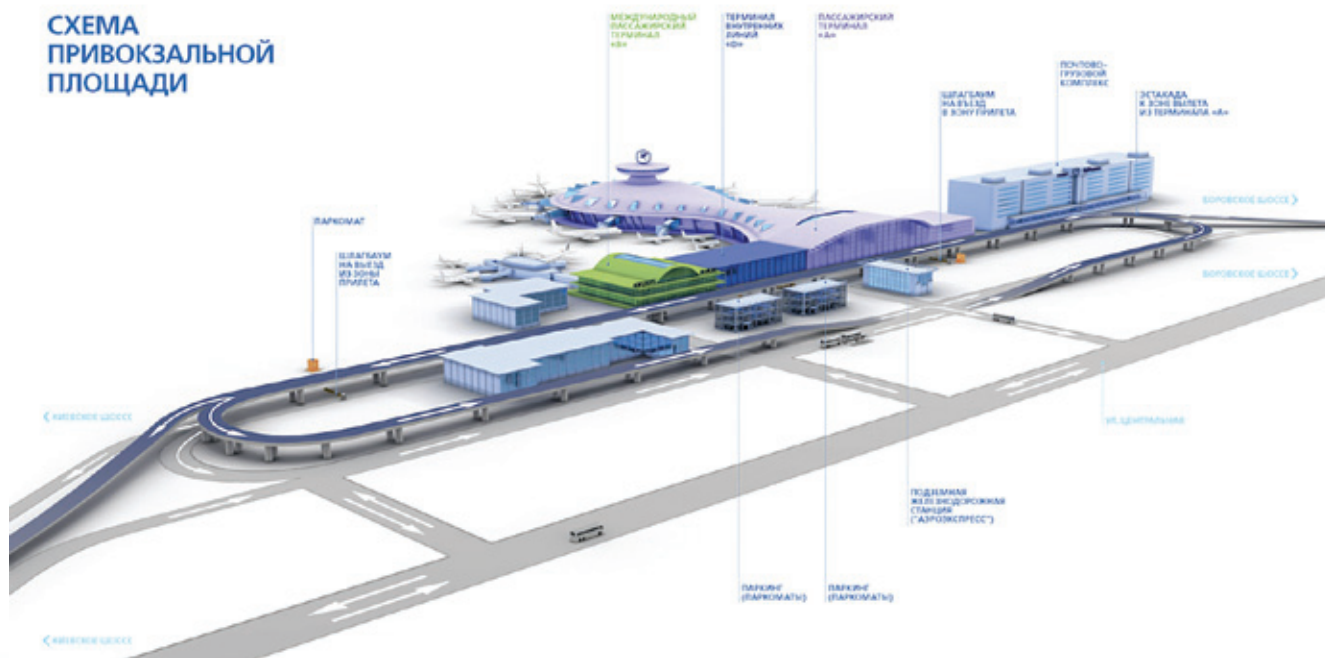 СХЕМА
ПРИВОКЗАЛЬНОЙ
ПЛОЩАДИ
МЕЖДУНАРОДНЫЙ
ПАССАЖИРСКИЙ
ТЕРМИНАЛ
ТЕРМИНАЛ
ВНУТРЕННИХ
ЛИНИЙ
ПАССАЖИРСКИЙ
ТЕРМИНАЛ
«А»
ШЛАГБАУМ
НА ВЪЕЗД
В ЗОНУ ПРИЛЕТА
ПОЧТОВО-
ГРУЗОВОЙ
КОМПЛЕКС
ЭСТАКАДА
К ЗОНЕ ВЫЛЕТА
ИЗ ТЕРМИНАЛА «А»
ПАРКОМАТ
ШЛАГБАУМ
НА ВЫЕЗД
ИЗ ЗОНЫ
ПРИЛЕТА
БОРОВСКОЕ ШОССЕ
БОРОВСКОЕ ШОССЕ
КИЕВСКОЕ ШОССЕ
УЛ. ЦЕНТРАЛЬНАЯ
ПОДЗЕМНАЯ
ЖЕЛЕЗНОДОРОЖНАЯ
СТАНЦИЯ
("АЭРОЭКСПРЕСС")
ПАРКИНГ
(ПАРКОМАТЫ)
ПАРКИНГ
(ПАРКОМАТЫ)
КИЕВСКОЕ ШОССЕ